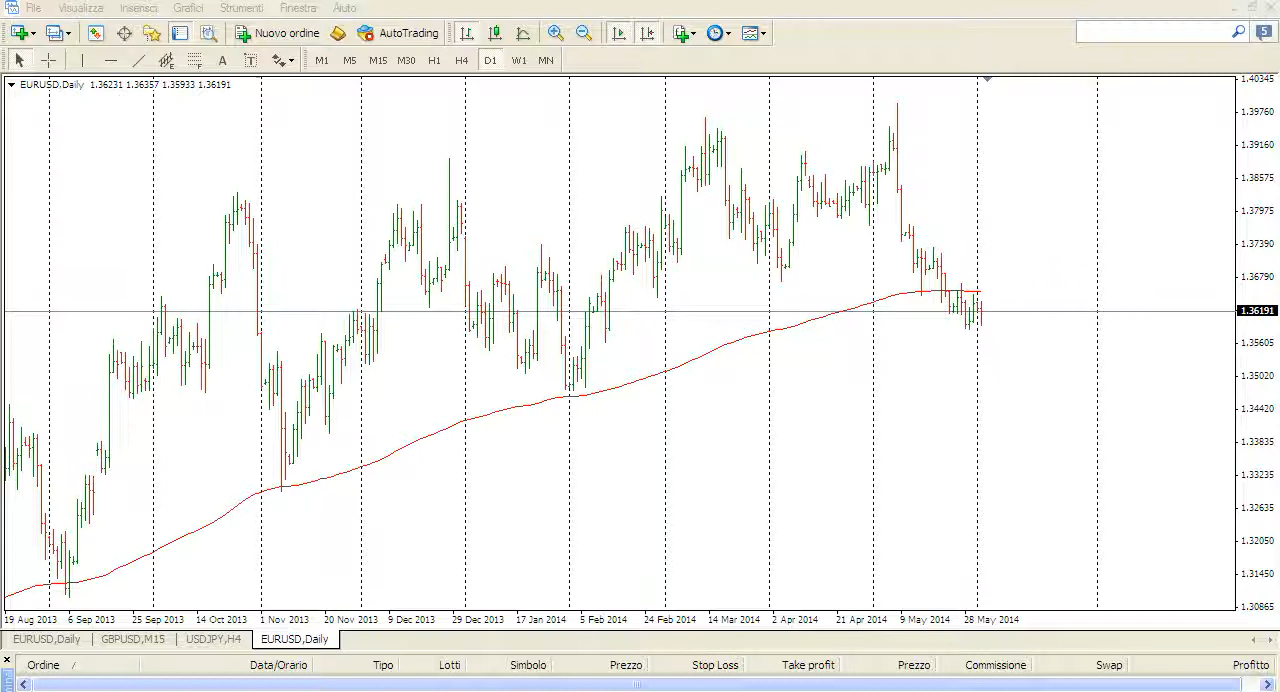 File Visualizza Inserisci Grafici Strumenti Finestra Aiuto
Nuovo ordine AutoTrading 5
A T M1 M5 M15 M30 H1 H4 D1 W1 MN
EURUSD,Daily 1.36231 1.36357 1.35933 1.36191
1.40345
1.39760
1.39160
1.38575
1.37975
1.37390
1.36790
1.36191
1.35605
1.35020
1.34420
1.33835
1.33235
1.32635
1.32050
1.31450
1.30865
19 Aug 2013 6 Sep 2013 25 Sep 2013 14 Oct 2013 1 Nov 2013 20 Nov 2013 9 Dec 2013 29 Dec 2013 17 Jan 2014 5 Feb 2014 24 Feb 2014 14 Mar 2014 2 Apr 2014 21 Apr 2014 9 May 2014 28 May 2014
EURUSD,Daily GBPUSD,M15 USDJPY,H4 EURUSD,Daily
Ordine / Data/Orario Tipo Lotti Simbolo Prezzo Stop Loss Take profit Prezzo Commissione Swap Profitto